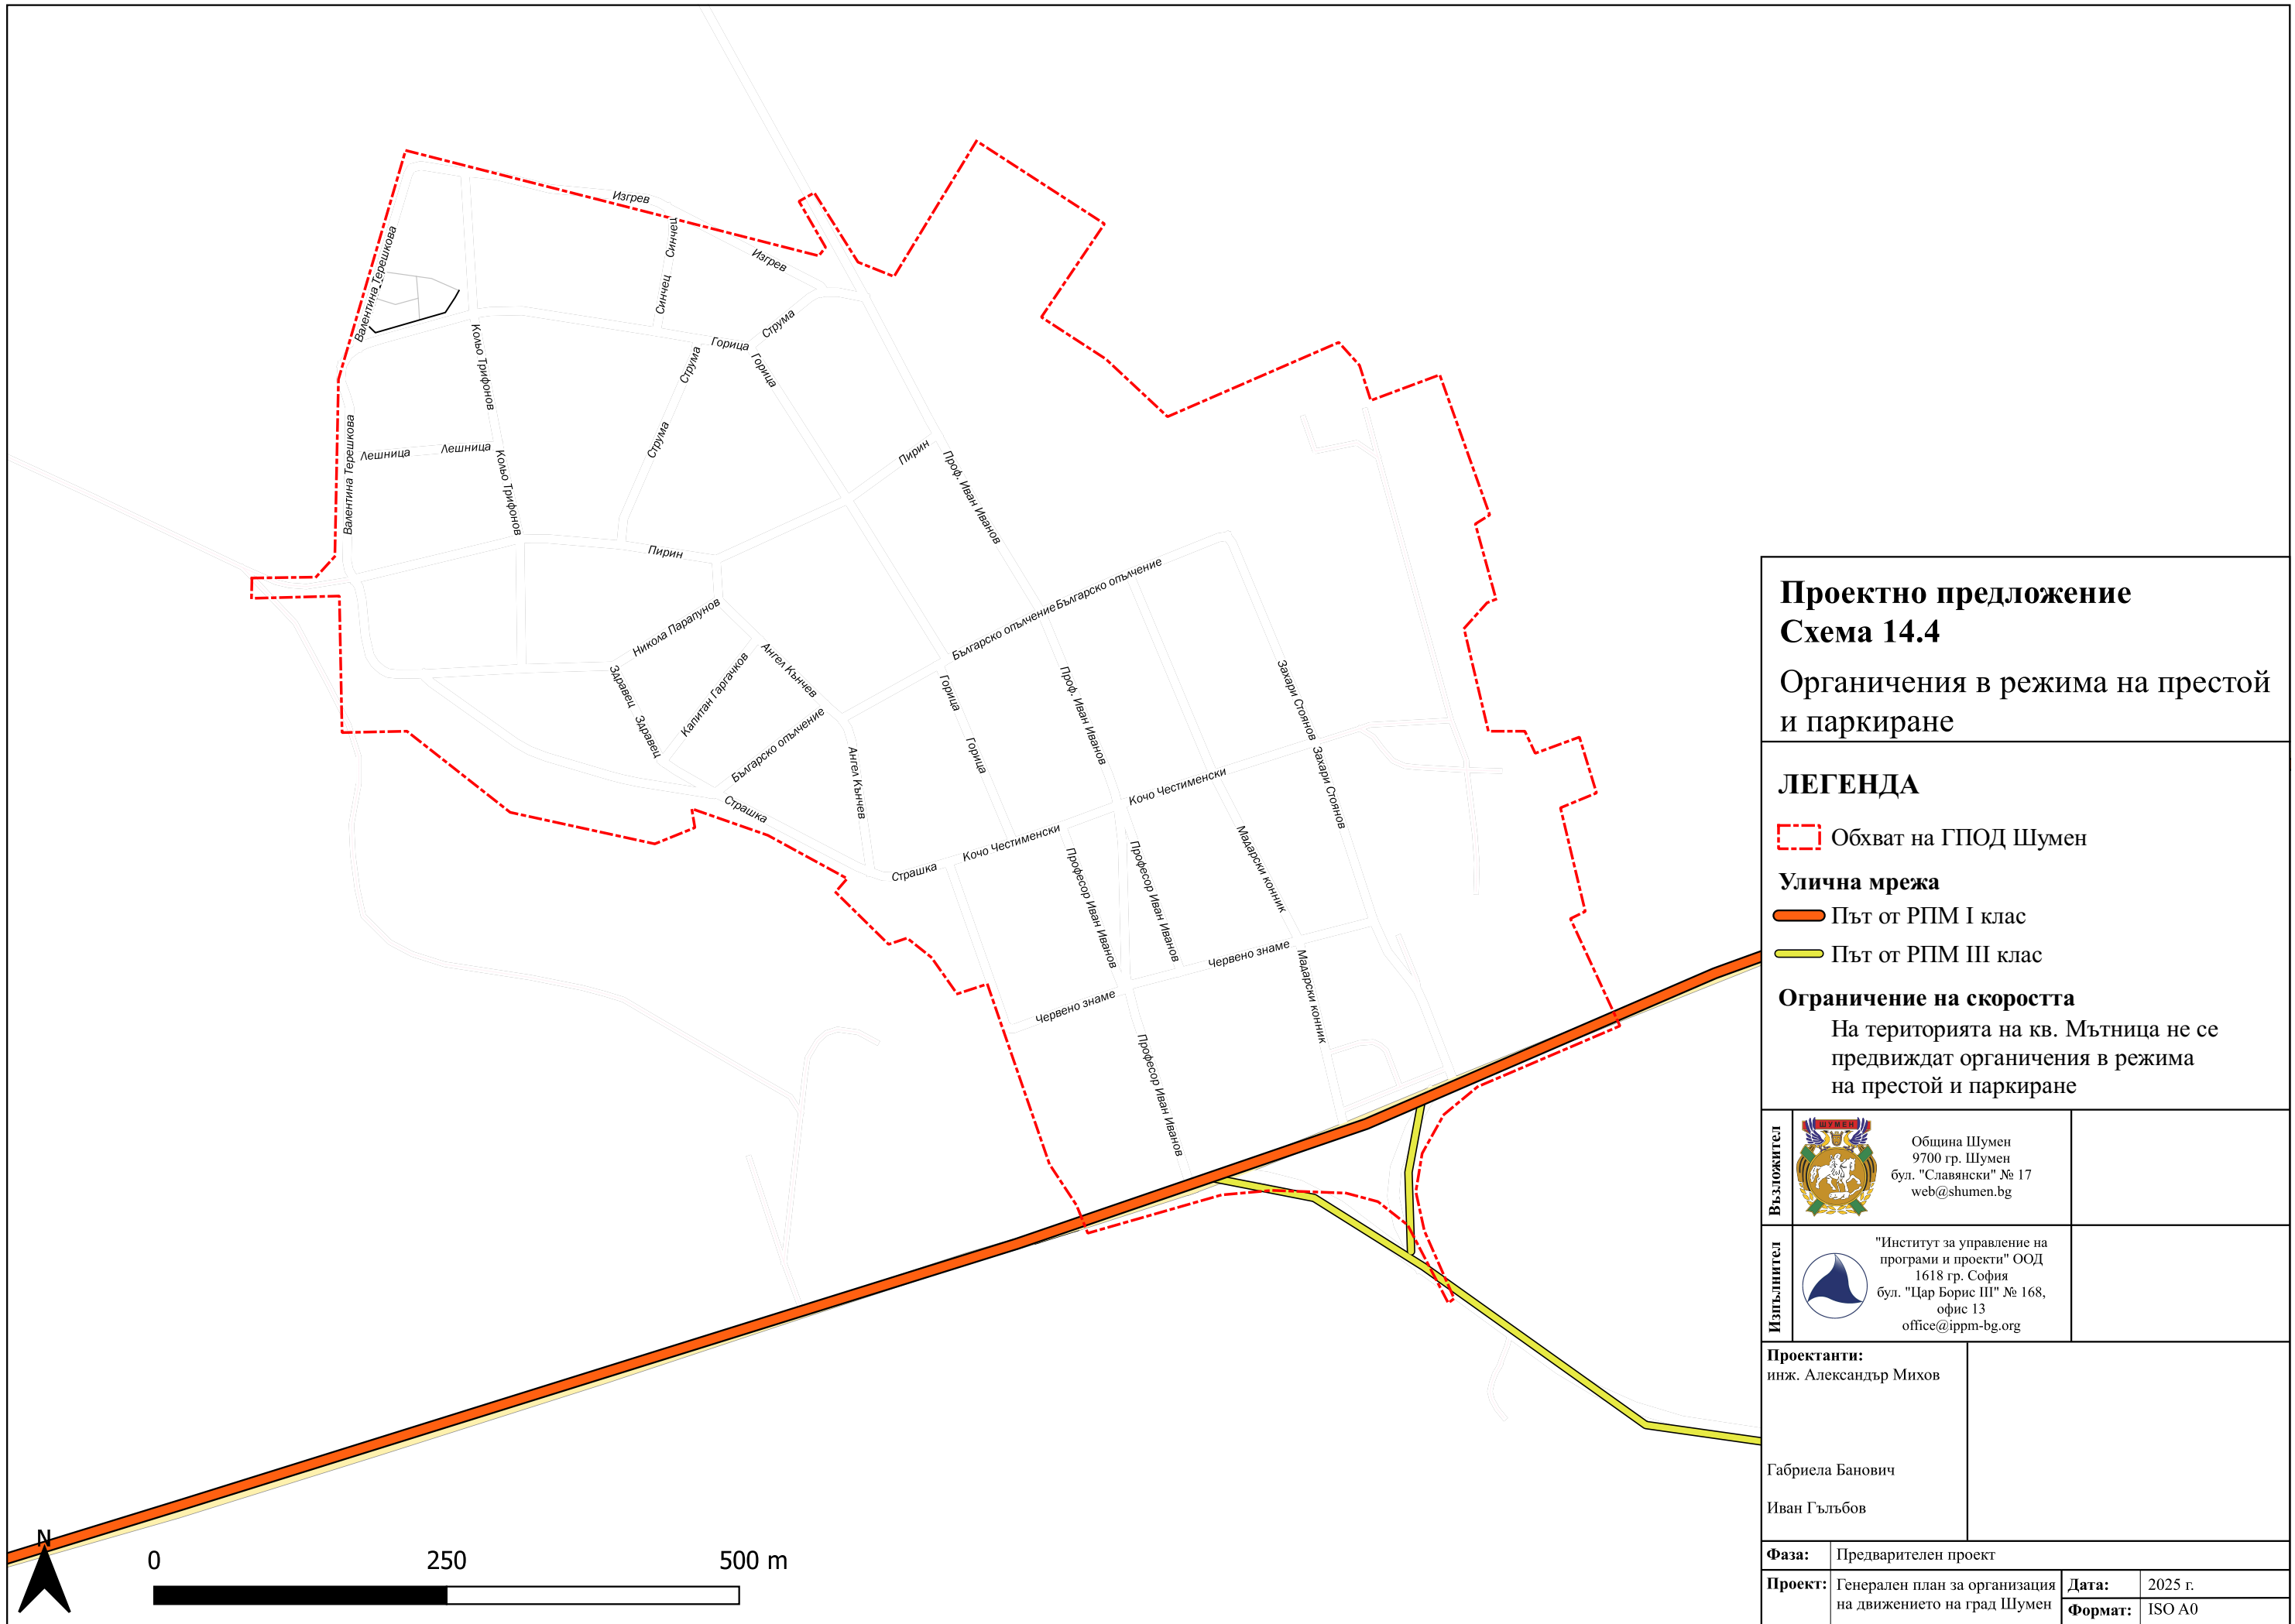 Изгрев
Синчец
Изгрев
Валентина Терешкова
Синчец
Струма
Горица
Кольо Трифонов
Струма
Горица
Валентина Терешкова
Лешница
Лешница
Струма
Пирин
Кольо Трифонов
Проф. Иван Иванов
Пирин
Българско опълчение
Българско опълчение
Никола Парапунов
Ангел Кънчев
Здравец
Капитан Гаргачков
Здравец
Българско опълчение
Горица
Проф. Иван Иванов
Захари Стоянов
Горица
Ангел Кънчев
Захари Стоянов
Кочо Честименски
Страшка
Кочо Честименски
Страшка
Професор Иван Иванов
Професор Иван Иванов
Мадарски конник
Червено знаме
Червено знаме
Мадарски конник
Професор Иван Иванов
N
0 250 500 m
Проектно предложение
Схема 14.4
Органичения в режима на престой
и паркиране
ЛЕГЕНДА
Обхват на ГПОД Шумен
Улична мрежа
Път от РПМ I клас
Път от РПМ III клас
Ограничение на скоростта
На територията на кв. Мътница не се
предвиждат органичения в режима
на престой и паркиране
Възложител
ШУМЕН
Община Шумен
9700 гр. Шумен
бул. "Славянски" № 17
web@shumen.bg
Изпълнител
"Институт за управление на
програми и проекти" ООД
1618 гр. София
бул. "Цар Борис III" № 168,
офис 13
office@ippm-bg.org
Проектанти:
инж. Александър Михов
Габриела Банович
Иван Гълъбов
Фаза: Предварителен проект
Проект: Генерален план за организация
на движението на град Шумен
Дата: 2025 г.
Формат: ISO A0